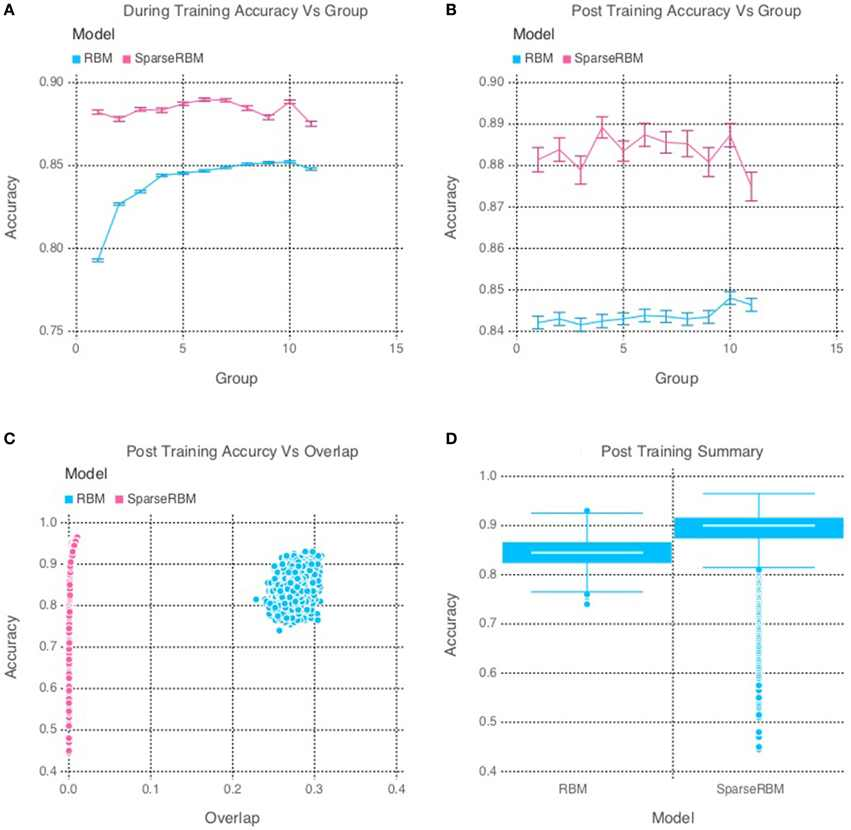 A
During Training Accuracy Vs Group
Model
RBM SparseRBM
0.90
0.85
0.80
0.75
0 5 10 15
Accuracy
Group
B
Post Training Accuracy Vs Group
Model
RBM SparseRBM
0.90
0.89
0.88
0.87
0.86
0.85
0.84
0 5 10 15
Accuracy
Group
C
Post Training Accurcy Vs Overlap
Model
RBM SparseRBM
1.0
0.9
0.8
0.7
0.6
0.5
0.4
0.0 0.1 0.2 0.3 0.4
Accuracy
Overlap
D
Post Training Summary
1.0
0.9
0.8
0.7
0.6
0.5
0.4
RBM SparseRBM
Accuracy
Model